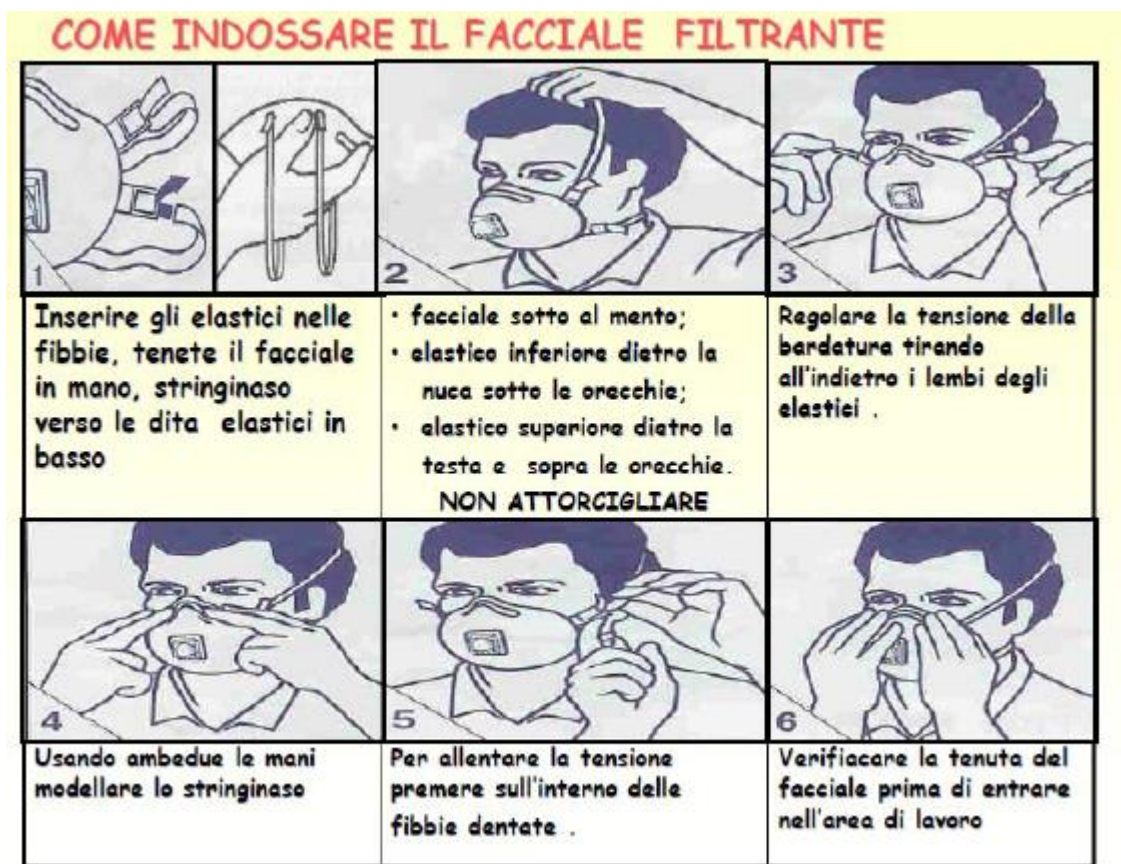 COME INDOSSARE IL FACCIALE FILTRANTE
1
Inserire gli elastici nelle
fibbie, tenete il facciale
in mano, stringinaso
verso le dita elastici in
basso
2
• facciale sotto al mento;
• elastico inferiore dietro la
nuca sotto le orecchie;
• elastico superiore dietro la
testa e sopra le orecchie.
NON ATTORCIGLIARE
3
Regolare la tensione della
bardatura tirando
all'indietro i lembi degli
elastici .
4
Usando ambedue le mani
modellare lo stringinaso
5
Per allentare la tensione
premere sull'interno delle
fibbie dentate .
6
Verifiacare la tenuta del
facciale prima di entrare
nell'area di lavoro